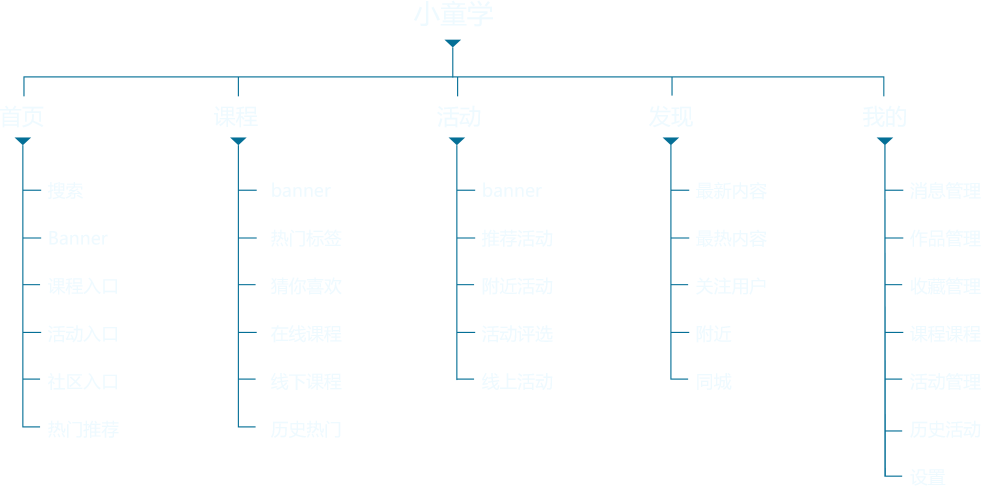 小童学
首页
课程
活动
发现
我的
搜索
Banner
课程入口
活动入口
社区入口
热门推荐
banner
热门标签
猜你喜欢
在线课程
线下课程
历史热门
banner
推荐活动
附近活动
活动评选
线上活动
最新内容
最热内容
关注用户
附近
同城
消息管理
作品管理
收藏管理
课程课程
活动管理
历史活动
设置